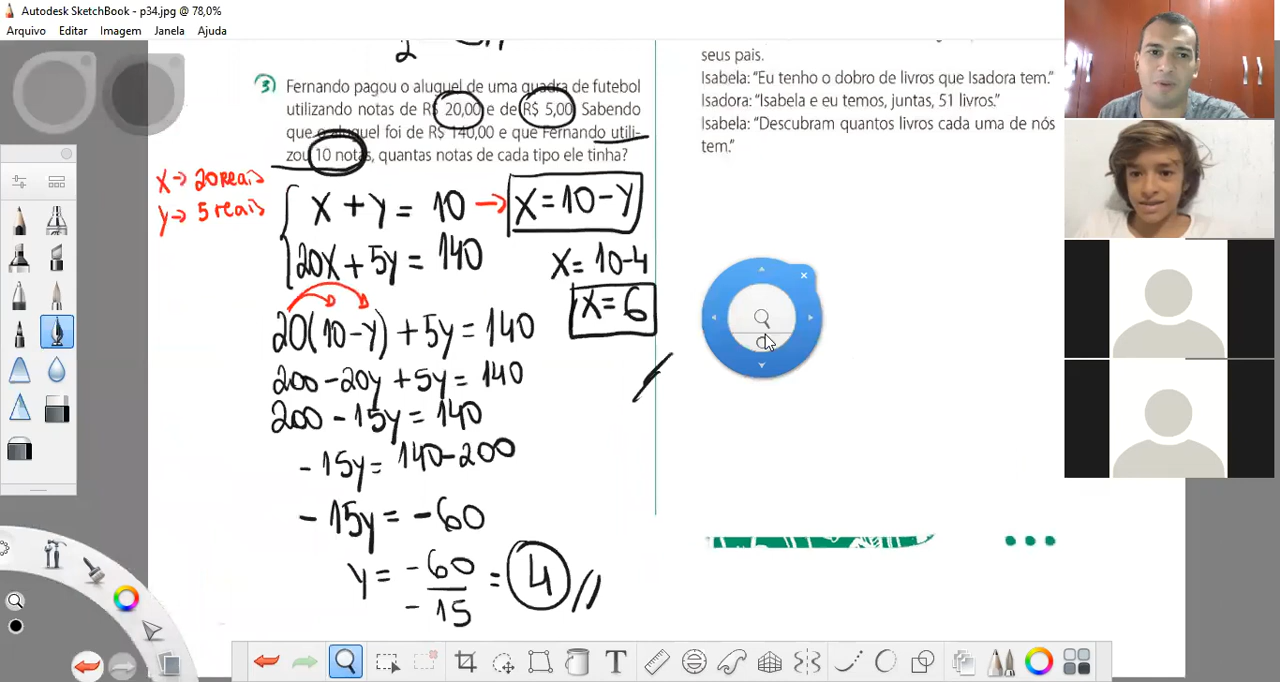 Autodesk SketchBook - p34.jpg @ 78,0%
Arquivo Editar Imagem Janela Ajuda
2
3 Fernando pagou o aluguel de uma quadra de futebol
utilizando notas de R$ 20,00 e de R$ 5,00 Sabendo
que o aluguel foi de R$ 140,00 e que Fernando utili-
zou 10 notas, quantas notas de cada tipo ele tinha?
x → 20 reais
y → 5 reais
x + y = 10 → x = 10 - y
20x + 5y = 140
x = 10 - 4
x = 6
20(10 - y) + 5y = 140
200 - 20y + 5y = 140
200 - 15y = 140
- 15y = 140 - 200
- 15y = - 60
y = -60 / -15 = 4 //
seus pais.
Isabela: “Eu tenho o dobro de livros que Isadora tem.”
Isadora: “Isabela e eu temos, juntas, 51 livros.”
Isabela: “Descubram quantos livros cada uma de nós
tem.”